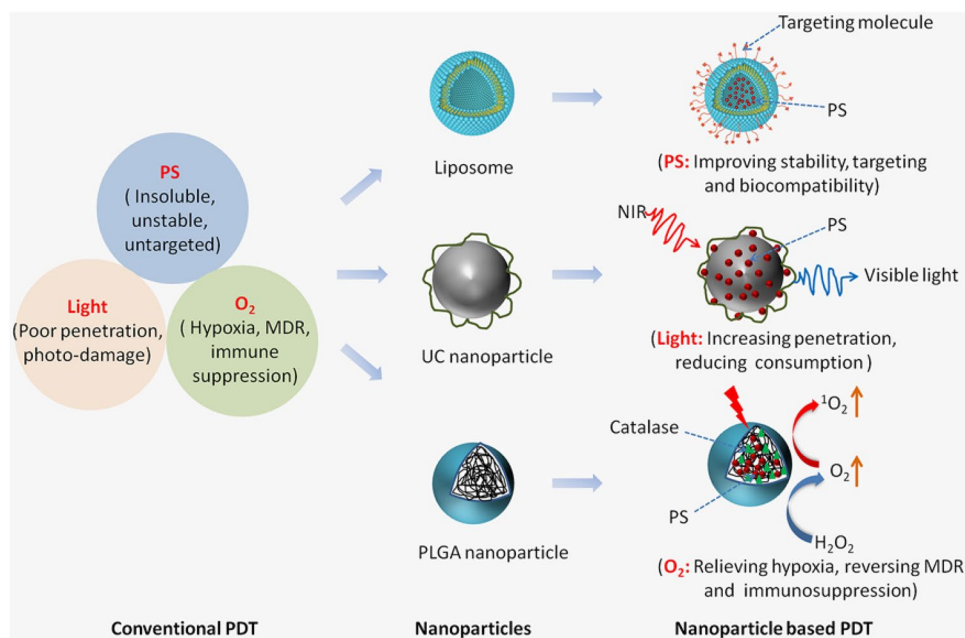 Targeting molecule
PS
Liposome
(PS: Improving stability, targeting
and biocompatibility)
PS
( Insoluble,
unstable,
untargeted)
Light
(Poor penetration,
photo-damage)
O₂
( Hypoxia, MDR,
immune
suppression)
NIR
PS
Visible light
UC nanoparticle
(Light: Increasing penetration,
reducing consumption )
Catalase
PS
¹O₂
O₂
H₂O₂
PLGA nanoparticle
(O₂: Relieving hypoxia, reversing MDR
and immunosuppression)
Conventional PDT
Nanoparticles
Nanoparticle based PDT